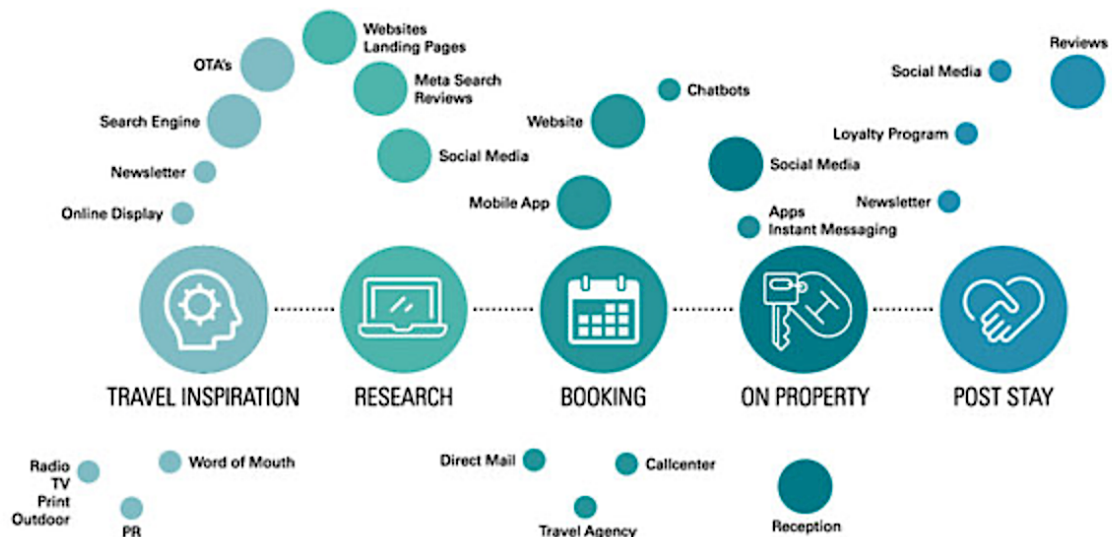 Websites
Landing Pages
OTA's
Meta Search
Reviews
Search Engine
Social Media
Newsletter
Online Display
Chatbots
Website
Mobile App
Social Media
Apps
Instant Messaging
Reviews
Social Media
Loyalty Program
Newsletter
H
TRAVEL INSPIRATION
RESEARCH
BOOKING
ON PROPERTY
POST STAY
Radio
TV
Print
Outdoor
Word of Mouth
PR
Direct Mail
Callcenter
Travel Agency
Reception